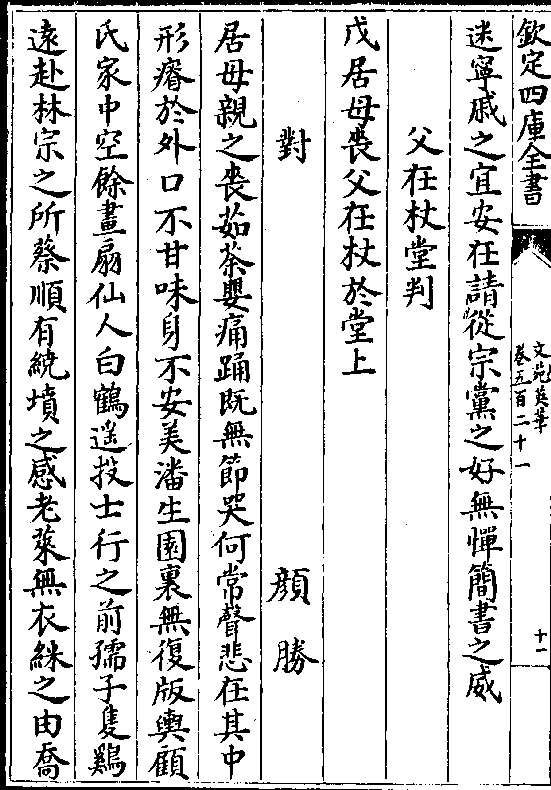 欽定四庫全書
文苑英華
卷五百二十一
十一
迷寧戚之宜安在請從宗黨之好無憚簡書之威
父在杖堂判
戊居母喪父在杖於堂上
對
顔勝
居母親之喪茹荼嬰痛踊既無節哭何常聲悲在其中
形瘠於外口不甘味身不安美潘生園裏無復版輿顧
氏家中空餘畫扇仙人白鶴遥投士行之前孺子隻鷄
遠赴林宗之所蔡順有繞墳之感老萊無衣綵之由喬